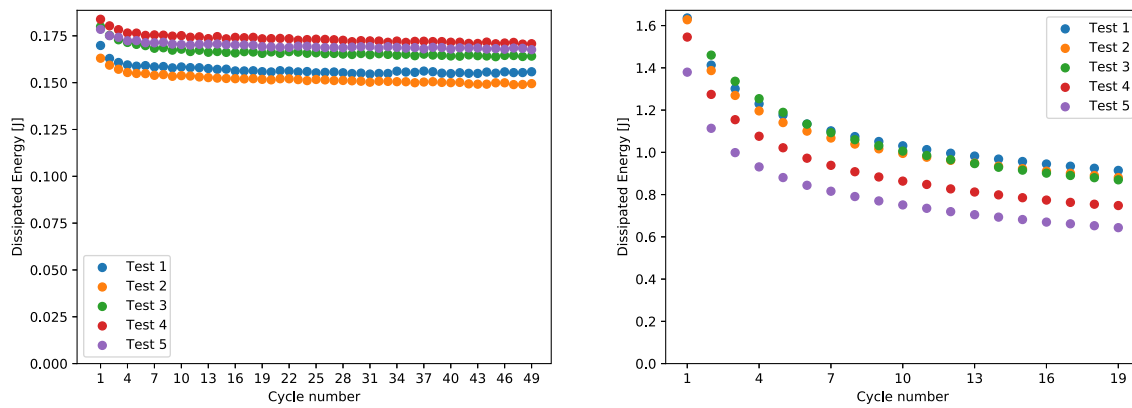 Dissipated Energy [J]
0.175
0.150
0.125
0.100
0.075
0.050
0.025
0.000
Test 1
Test 2
Test 3
Test 4
Test 5
1 4 7 10 13 16 19 22 25 28 31 34 37 40 43 46 49
Cycle number
Dissipated Energy [J]
1.6
1.4
1.2
1.0
0.8
0.6
0.4
0.2
0.0
Test 1
Test 2
Test 3
Test 4
Test 5
1 4 7 10 13 16 19
Cycle number